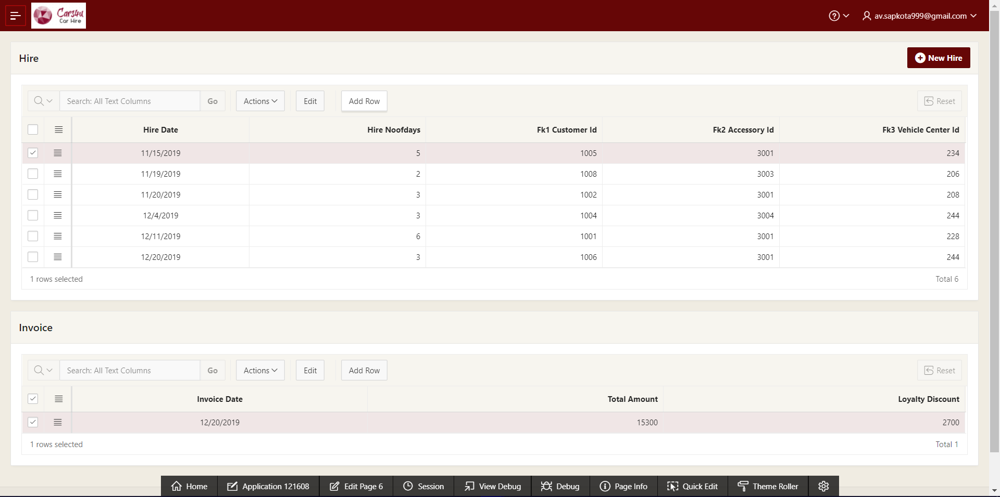 Cars4u
Car Hire
av.sapkota999@gmail.com
Hire
New Hire
Search: All Text Columns Go Actions Edit Add Row Reset
Hire Date Hire Noofdays Fk1 Customer Id Fk2 Accessory Id Fk3 Vehicle Center Id
11/15/2019 5 1005 3001 234
11/19/2019 2 1008 3003 206
11/20/2019 3 1002 3001 208
12/4/2019 3 1004 3004 244
12/11/2019 6 1001 3001 228
12/20/2019 3 1006 3001 244
1 rows selected Total 6
Invoice
Search: All Text Columns Go Actions Edit Add Row Reset
Invoice Date Total Amount Loyalty Discount
12/20/2019 15300 2700
1 rows selected Total 1
Home Application 121608 Edit Page 6 Session View Debug Debug Page Info Quick Edit Theme Roller